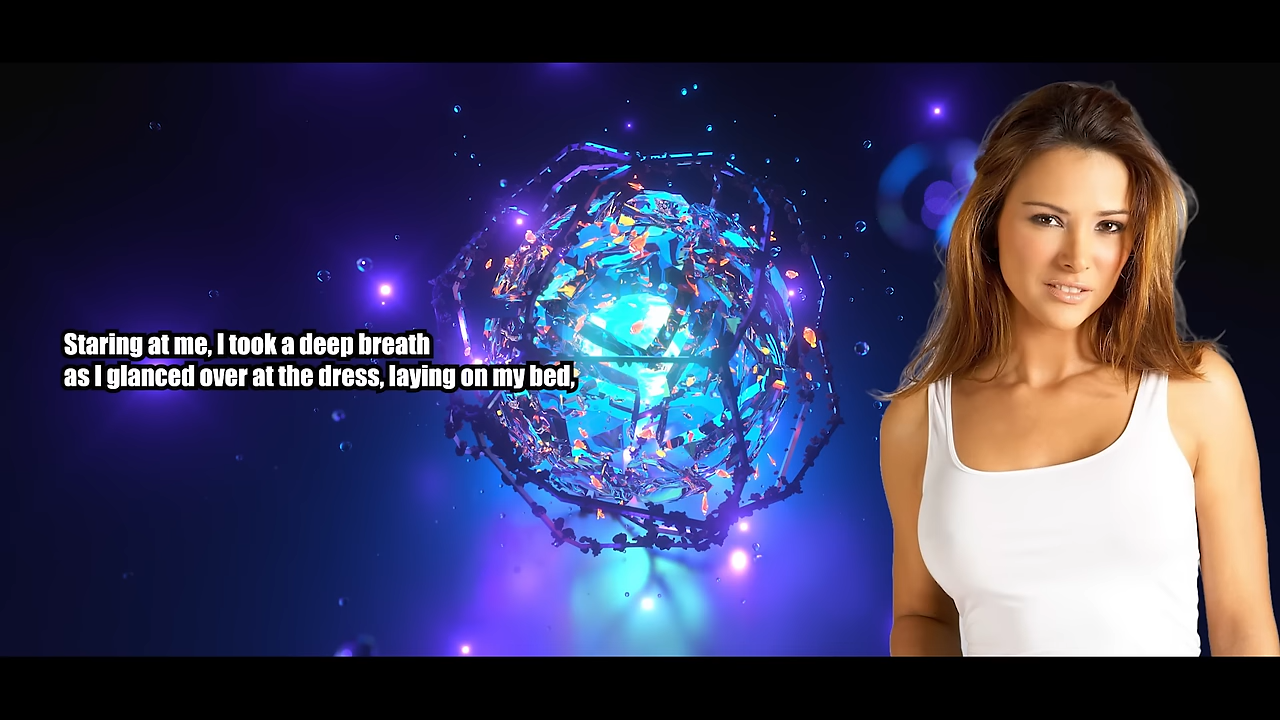 Staring at me, I took a deep breath
as I glanced over at the dress, laying on my bed,